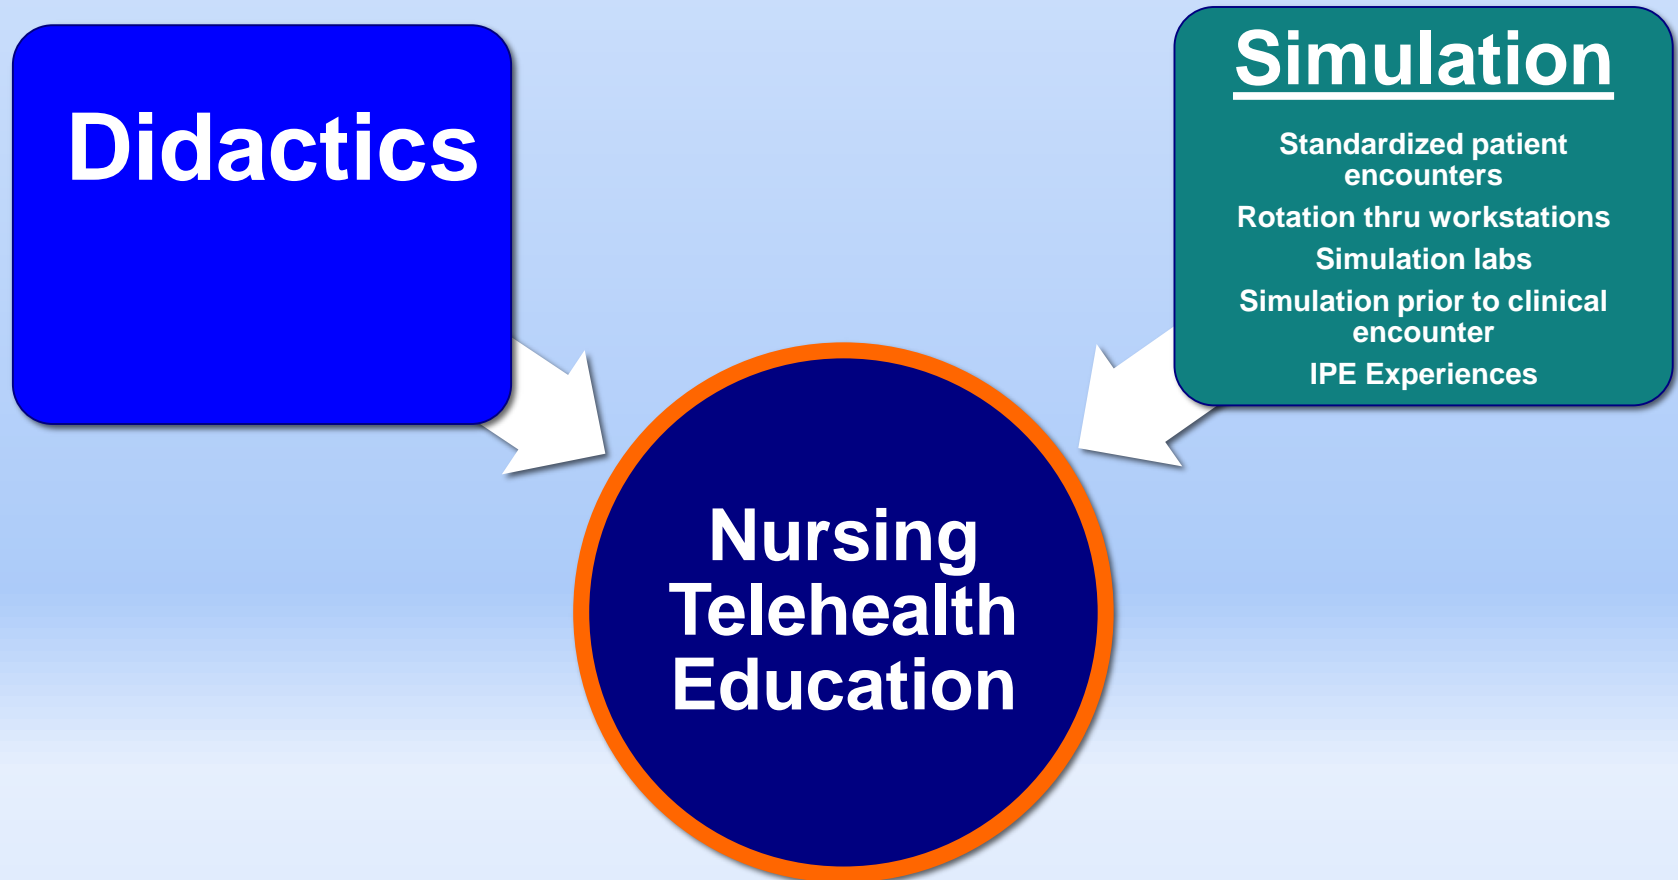 Didactics
Simulation
Standardized patient
encounters
Rotation thru workstations
Simulation labs
Simulation prior to clinical
encounter
IPE Experiences
Nursing
Telehealth
Education